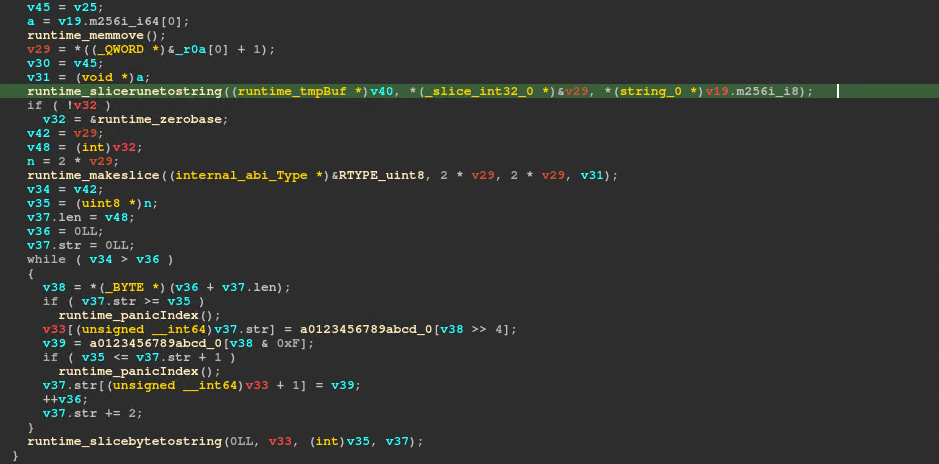 v45 = v25;
a = v19.m256i_i64[0];
runtime_memmove();
v29 = *((_QWORD *)&_r0a[0] + 1);
v30 = v45;
v31 = (void *)a;
runtime_slicerunetostring((runtime_tmpBuf *)v40, *(_slice_int32_0 *)&v29, *(string_0 *)v19.m256i_i8);
if ( !v32 )
v32 = &runtime_zerobase;
v42 = v29;
v48 = (int)v32;
n = 2 * v29;
runtime_makeslice((internal_abi_Type *)&RTYPE_uint8, 2 * v29, 2 * v29, v31);
v34 = v42;
v35 = (uint8 *)n;
v37.len = v48;
v36 = 0LL;
v37.str = 0LL;
while ( v34 > v36 )
{
v38 = *(_BYTE *)(v36 + v37.len);
if ( v37.str >= v35 )
runtime_panicIndex();
v33[(unsigned __int64)v37.str] = a0123456789abcd_0[v38 >> 4];
v39 = a0123456789abcd_0[v38 & 0xF];
if ( v35 <= v37.str + 1 )
runtime_panicIndex();
v37.str[(unsigned __int64)v33 + 1] = v39;
++v36;
v37.str += 2;
}
runtime_slicebytetostring(0LL, v33, (int)v35, v37);
}